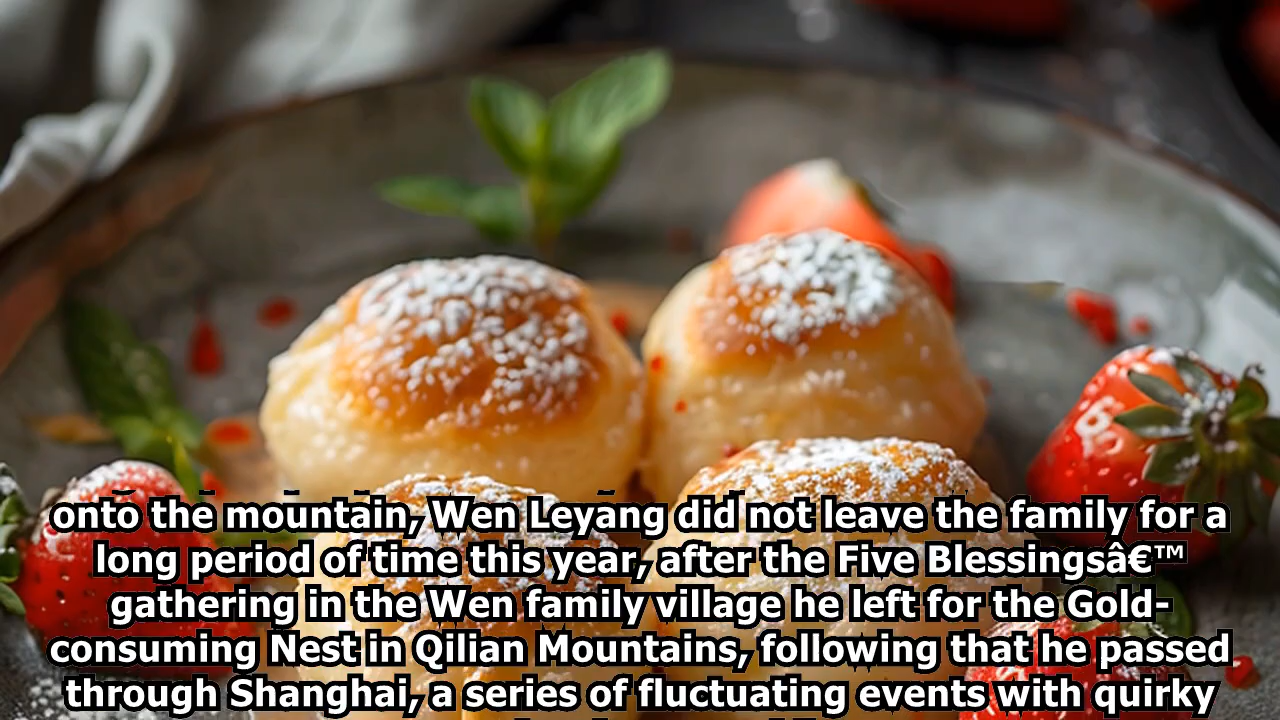 onto the mountain, Wen Leyang did not leave the family for a
long period of time this year, after the Five Blessingsâ€™
gathering in the Wen family village he left for the Gold-
consuming Nest in Qilian Mountains, following that he passed
through Shanghai, a series of fluctuating events with quirky